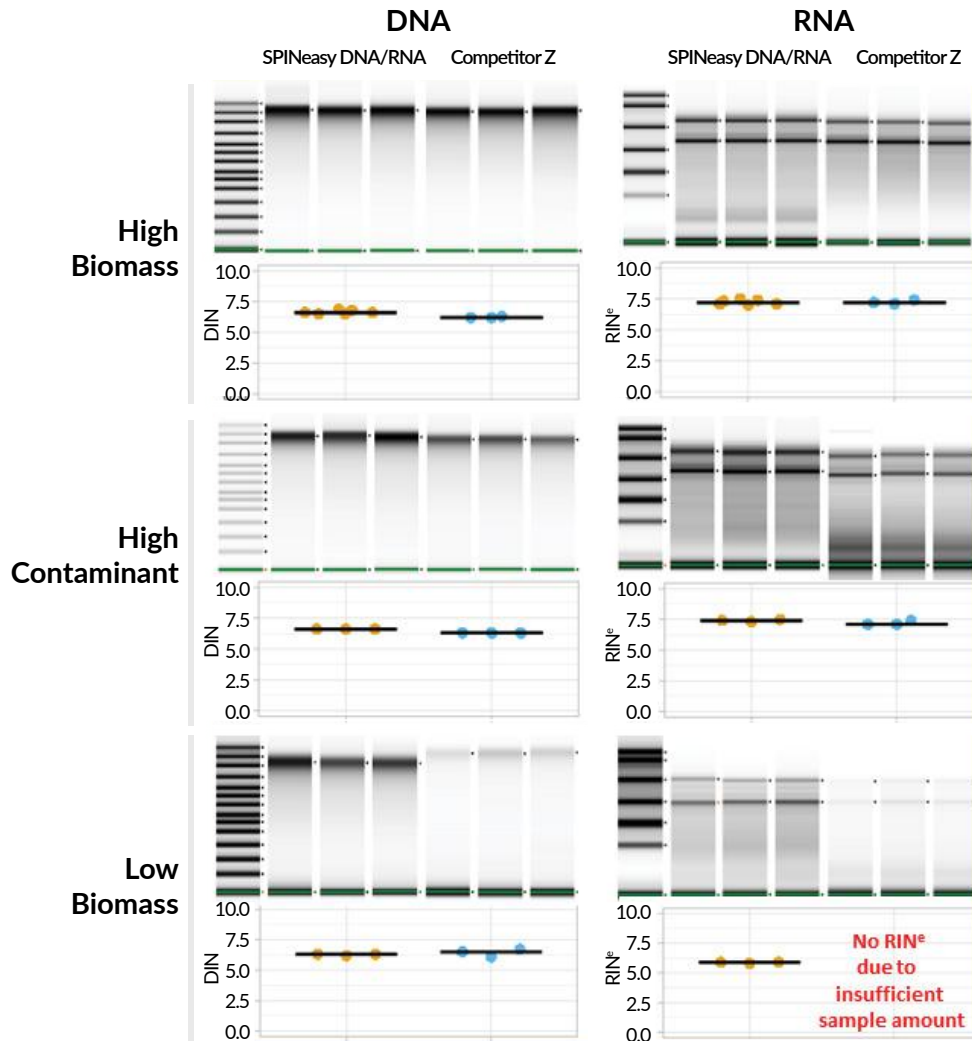 DNA
RNA
SPINeasy DNA/RNA
Competitor Z
SPINeasy DNA/RNA
Competitor Z
High
Biomass
DIN
10.0
7.5
5.0
2.5
0.0
RINᵉ
10.0
7.5
5.0
2.5
0.0
High
Contaminant
DIN
10.0
7.5
5.0
2.5
0.0
RINᵉ
10.0
7.5
5.0
2.5
0.0
Low
Biomass
DIN
10.0
7.5
5.0
2.5
0.0
RINᵉ
10.0
7.5
5.0
2.5
0.0
No RINᵉ
due to
insufficient
sample amount